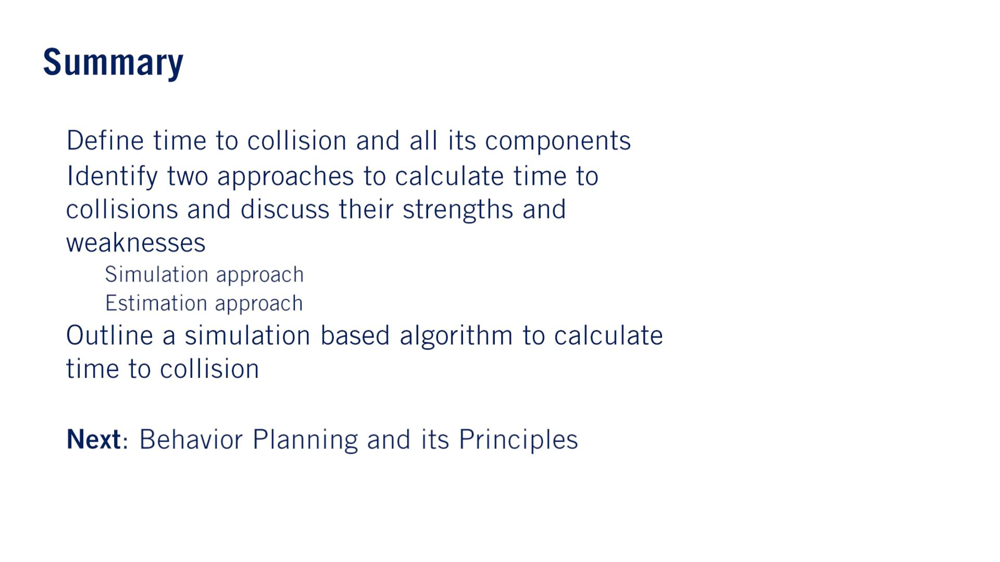 Summary
Define time to collision and all its components
Identify two approaches to calculate time to
collisions and discuss their strengths and
weaknesses
Simulation approach
Estimation approach
Outline a simulation based algorithm to calculate
time to collision
Next: Behavior Planning and its Principles